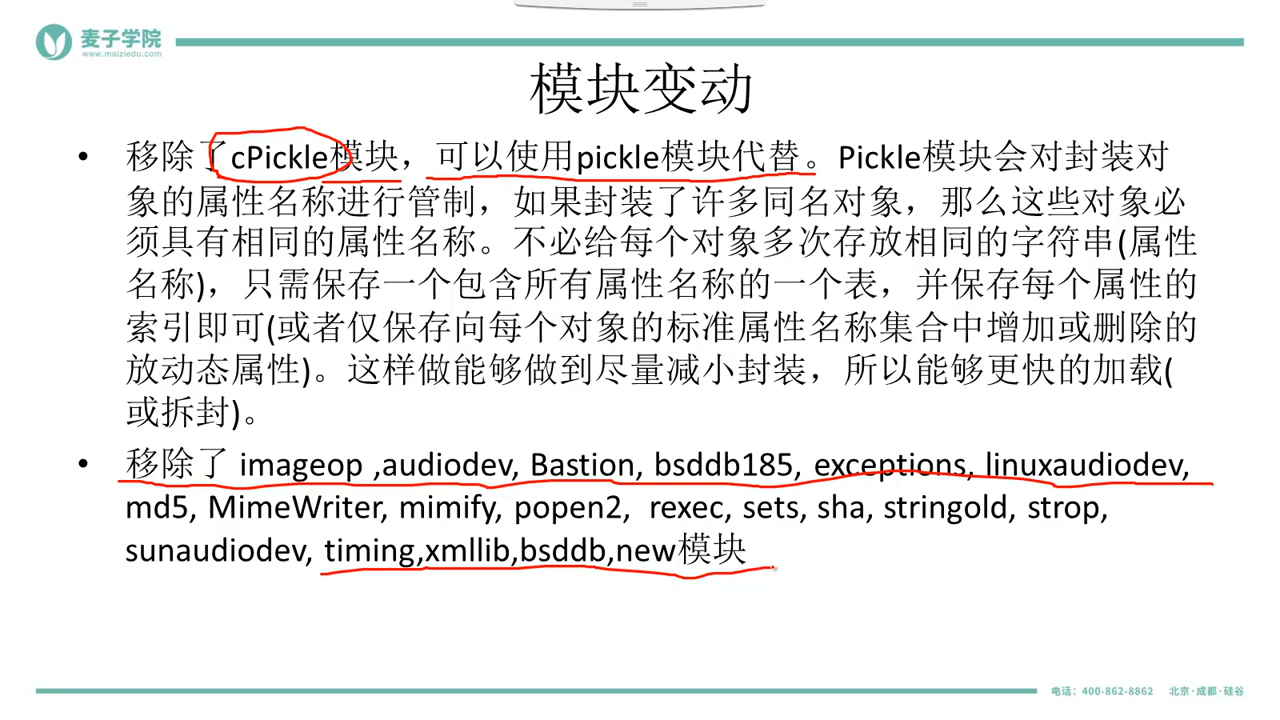 麦子学院
www.maiziedu.com
模块变动
• 移除了cPickle模块，可以使用pickle模块代替。Pickle模块会对封装对
象的属性名称进行管制，如果封装了许多同名对象，那么这些对象必
须具有相同的属性名称。不必给每个对象多次存放相同的字符串(属性
名称)，只需保存一个包含所有属性名称的一个表，并保存每个属性的
索引即可(或者仅保存向每个对象的标准属性名称集合中增加或删除的
放动态属性)。这样做能够做到尽量减小封装，所以能够更快的加载(
或拆封)。
• 移除了 imageop ,audiodev, Bastion, bsddb185, exceptions, linuxaudiodev,
md5, MimeWriter, mimify, popen2,  rexec, sets, sha, stringold, strop,
sunaudiodev, timing,xmllib,bsddb,new模块
电话：400-862-8862 北京·成都·硅谷